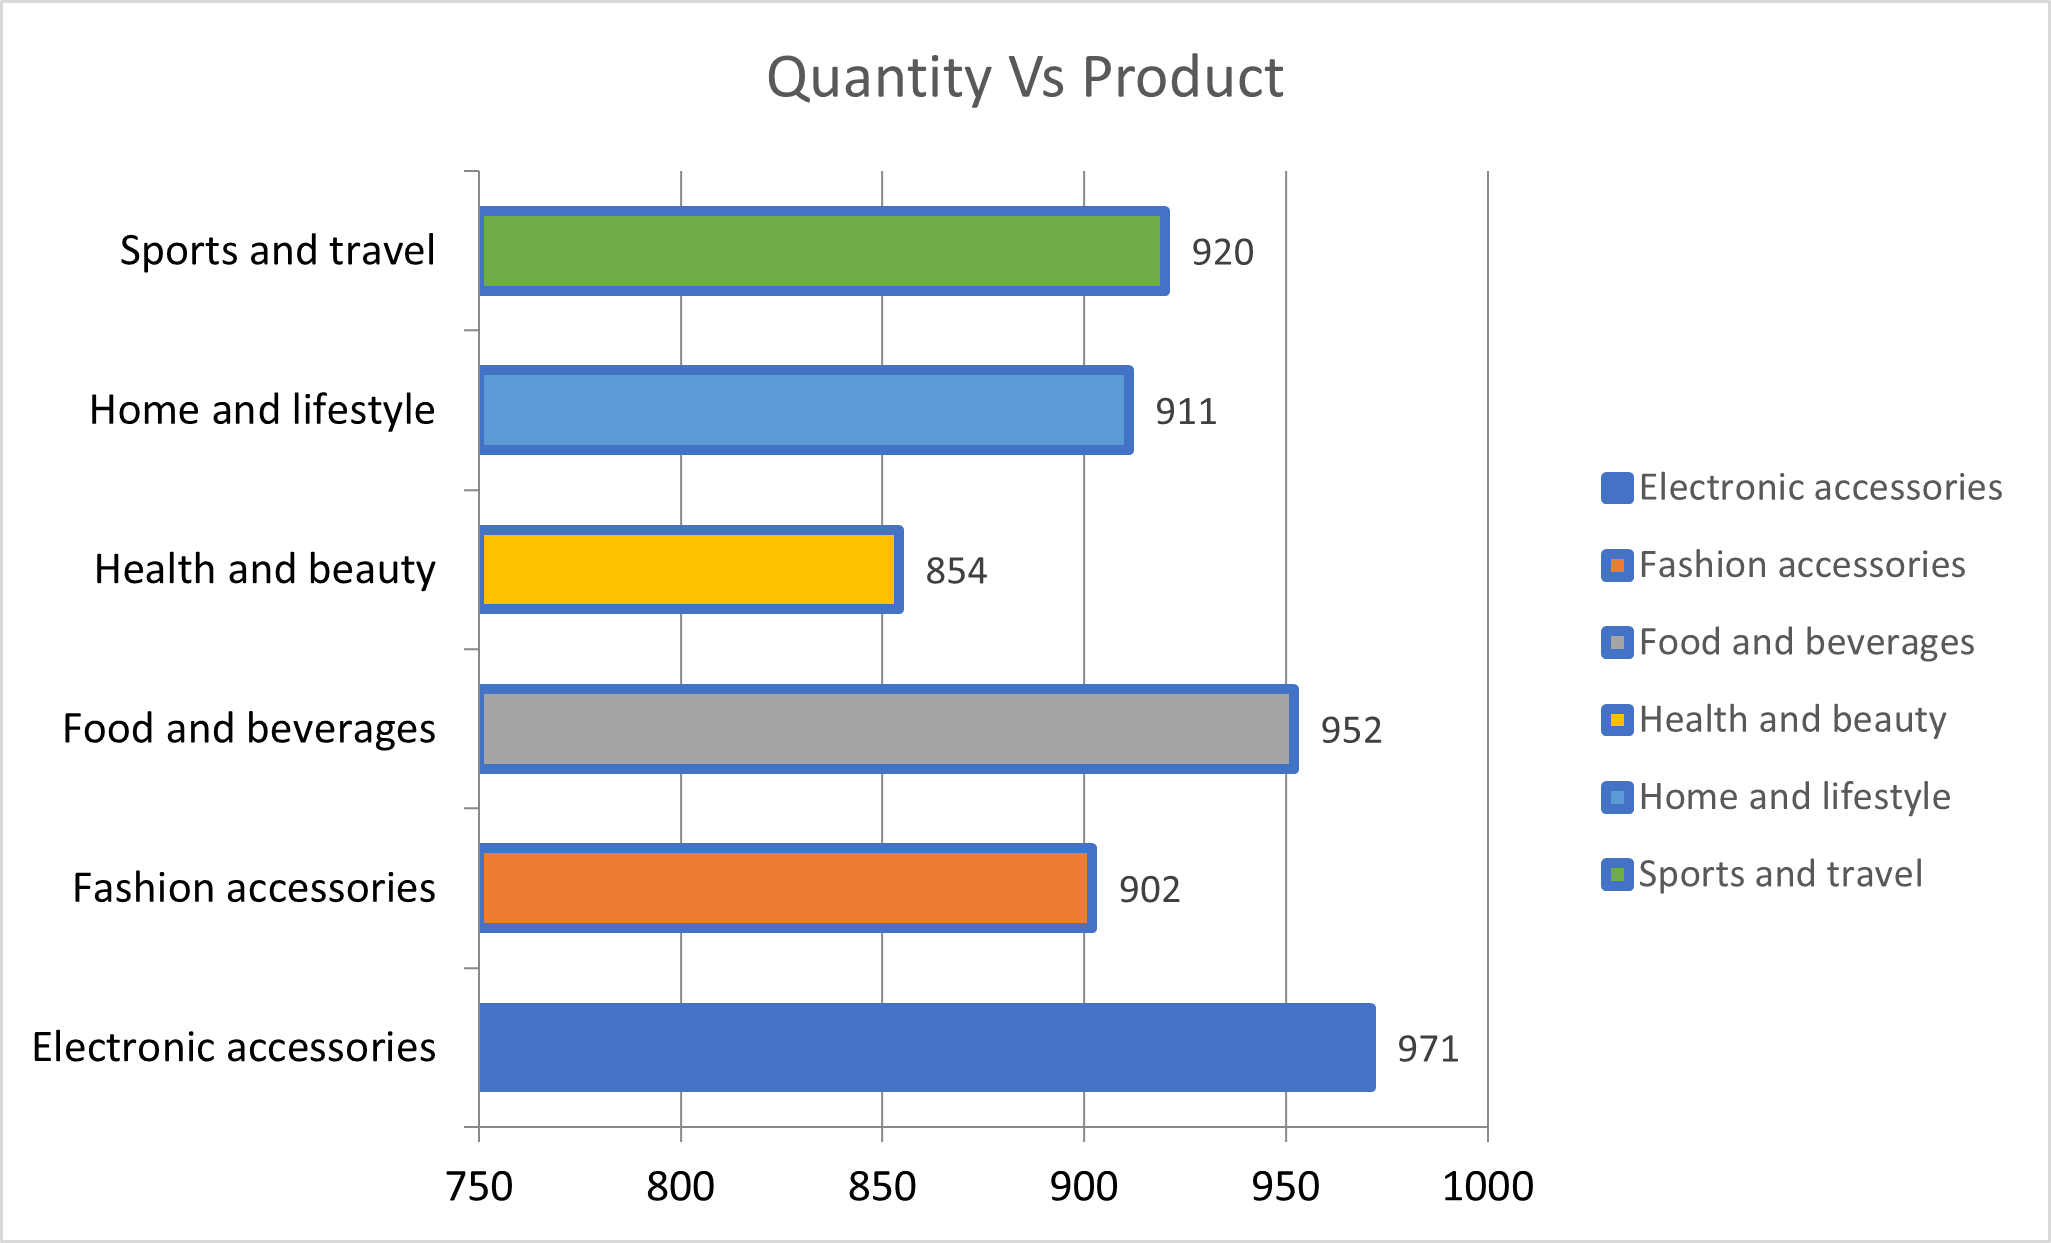 Quantity Vs Product
Sports and travel
920
Home and lifestyle
911
Health and beauty
854
Food and beverages
952
Fashion accessories
902
Electronic accessories
971
750 800 850 900 950 1000
Electronic accessories
Fashion accessories
Food and beverages
Health and beauty
Home and lifestyle
Sports and travel